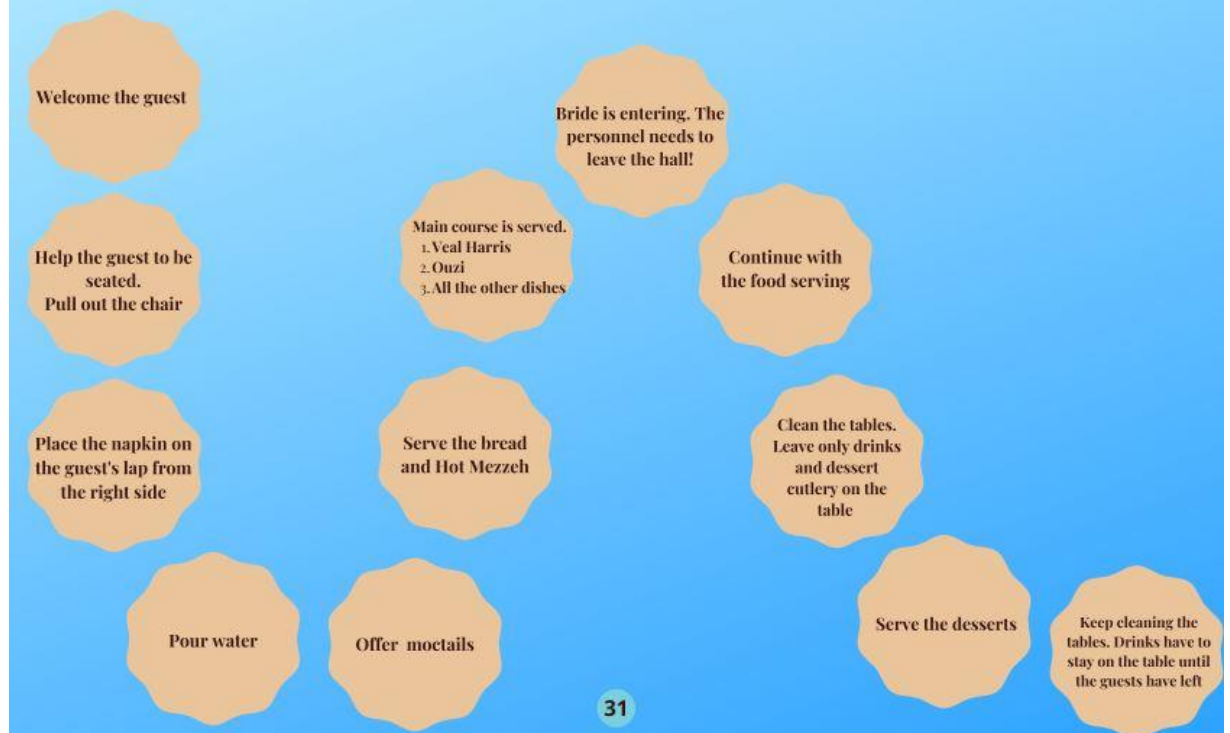 Welcome the guest
Help the guest to be
seated.
Pull out the chair
Place the napkin on
the guest's lap from
the right side
Pour water
Offer moctails
Serve the bread
and Hot Mezzeh
Main course is served.
1. Veal Harris
2. Ouzi
3. All the other dishes
Bride is entering. The
personnel needs to
leave the hall!
Continue with
the food serving
Clean the tables.
Leave only drinks
and dessert
cutlery on the
table
Serve the desserts
Keep cleaning the
tables. Drinks have to
stay on the table until
the guests have left
31